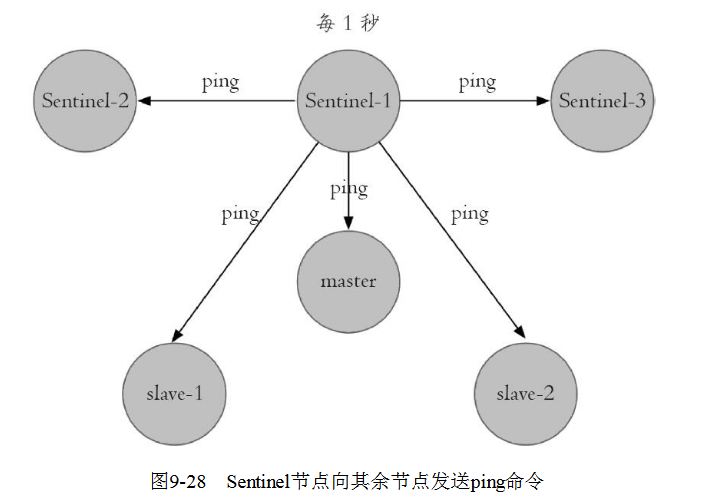 每 1 秒
ping
ping
Sentinel-2
Sentinel-1
Sentinel-3
ping
ping
ping
master
slave-1
slave-2
图9-28 Sentinel节点向其余节点发送ping命令